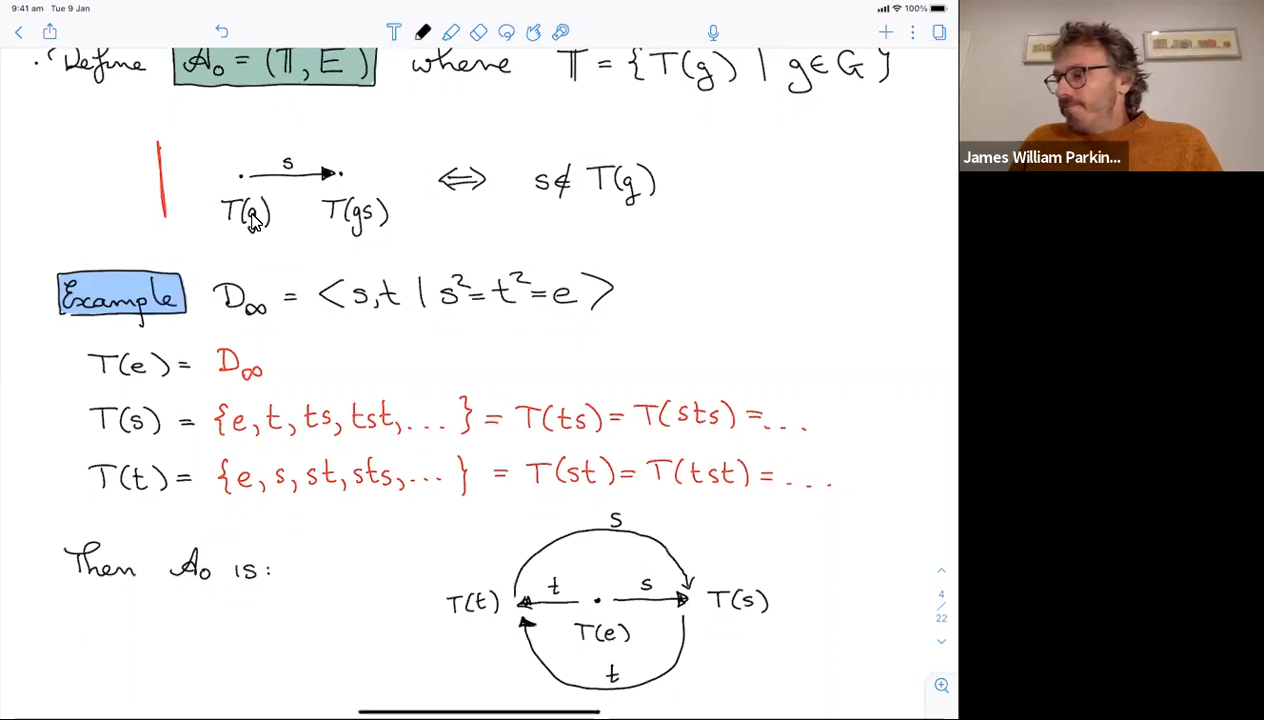 9:41 am Tue 9 Jan
100%
· Define 𝒜₀ = (𝕋, E) where 𝕋 = {T(g) | g∈G}
s
T(g) T(gs) ⟺ s∉ T(g)
Example D∞ = <s,t | s²=t²=e>
T(e) = D∞
T(s) = {e, t, ts, tst, ...} = T(ts) = T(sts) = ...
T(t) = {e, s, st, sts, ...} = T(st) = T(tst) = ...
Then 𝒜₀ is:
s
t s
T(t) T(s)
T(e)
t
4
/
22
James William Parkin...